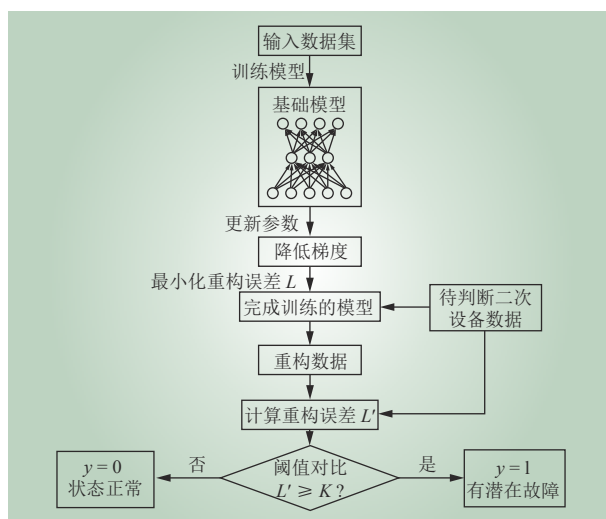 输入数据集
训练模型
基础模型
更新参数
降低梯度
最小化重构误差 L
完成训练的模型
待判断二次
设备数据
重构数据
计算重构误差 L′
阈值对比
L′ ⩾ K？
否
是
y = 0
状态正常
y = 1
有潜在故障